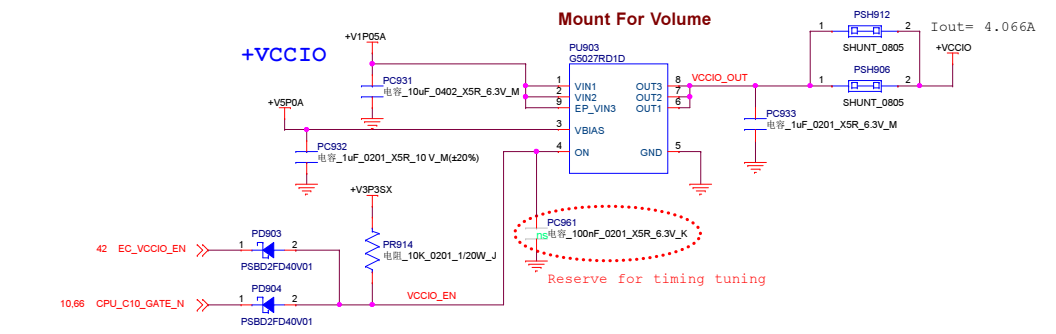 Mount For Volume
PSH912
1 2
SHUNT_0805
Iout= 4.066A
+VCCIO
+V1P05A
+VCCIO
PU903
G5027RD1D
PSH906
1 2
SHUNT_0805
PC931
电容_10uF_0402_X5R_6.3V_M
1 VIN1 OUT3 8 VCCIO_OUT
2 VIN2 OUT2 7
9 EP_VIN3 OUT1 6
+V5P0A
3 VBIAS
PC933
电容_1uF_0201_X5R_6.3V_M
PC932
电容_1uF_0201_X5R_10 V_M(±20%)
4 ON GND 5
+V3P3SX
PC961
ns 电容_100nF_0201_X5R_6.3V_K
Reserve for timing tuning
PD903
42 EC_VCCIO_EN 1 2
PSBD2FD40V01
PR914
电阻_10K_0201_1/20W_J
PD904
10,66 CPU_C10_GATE_N 1 2 VCCIO_EN
PSBD2FD40V01